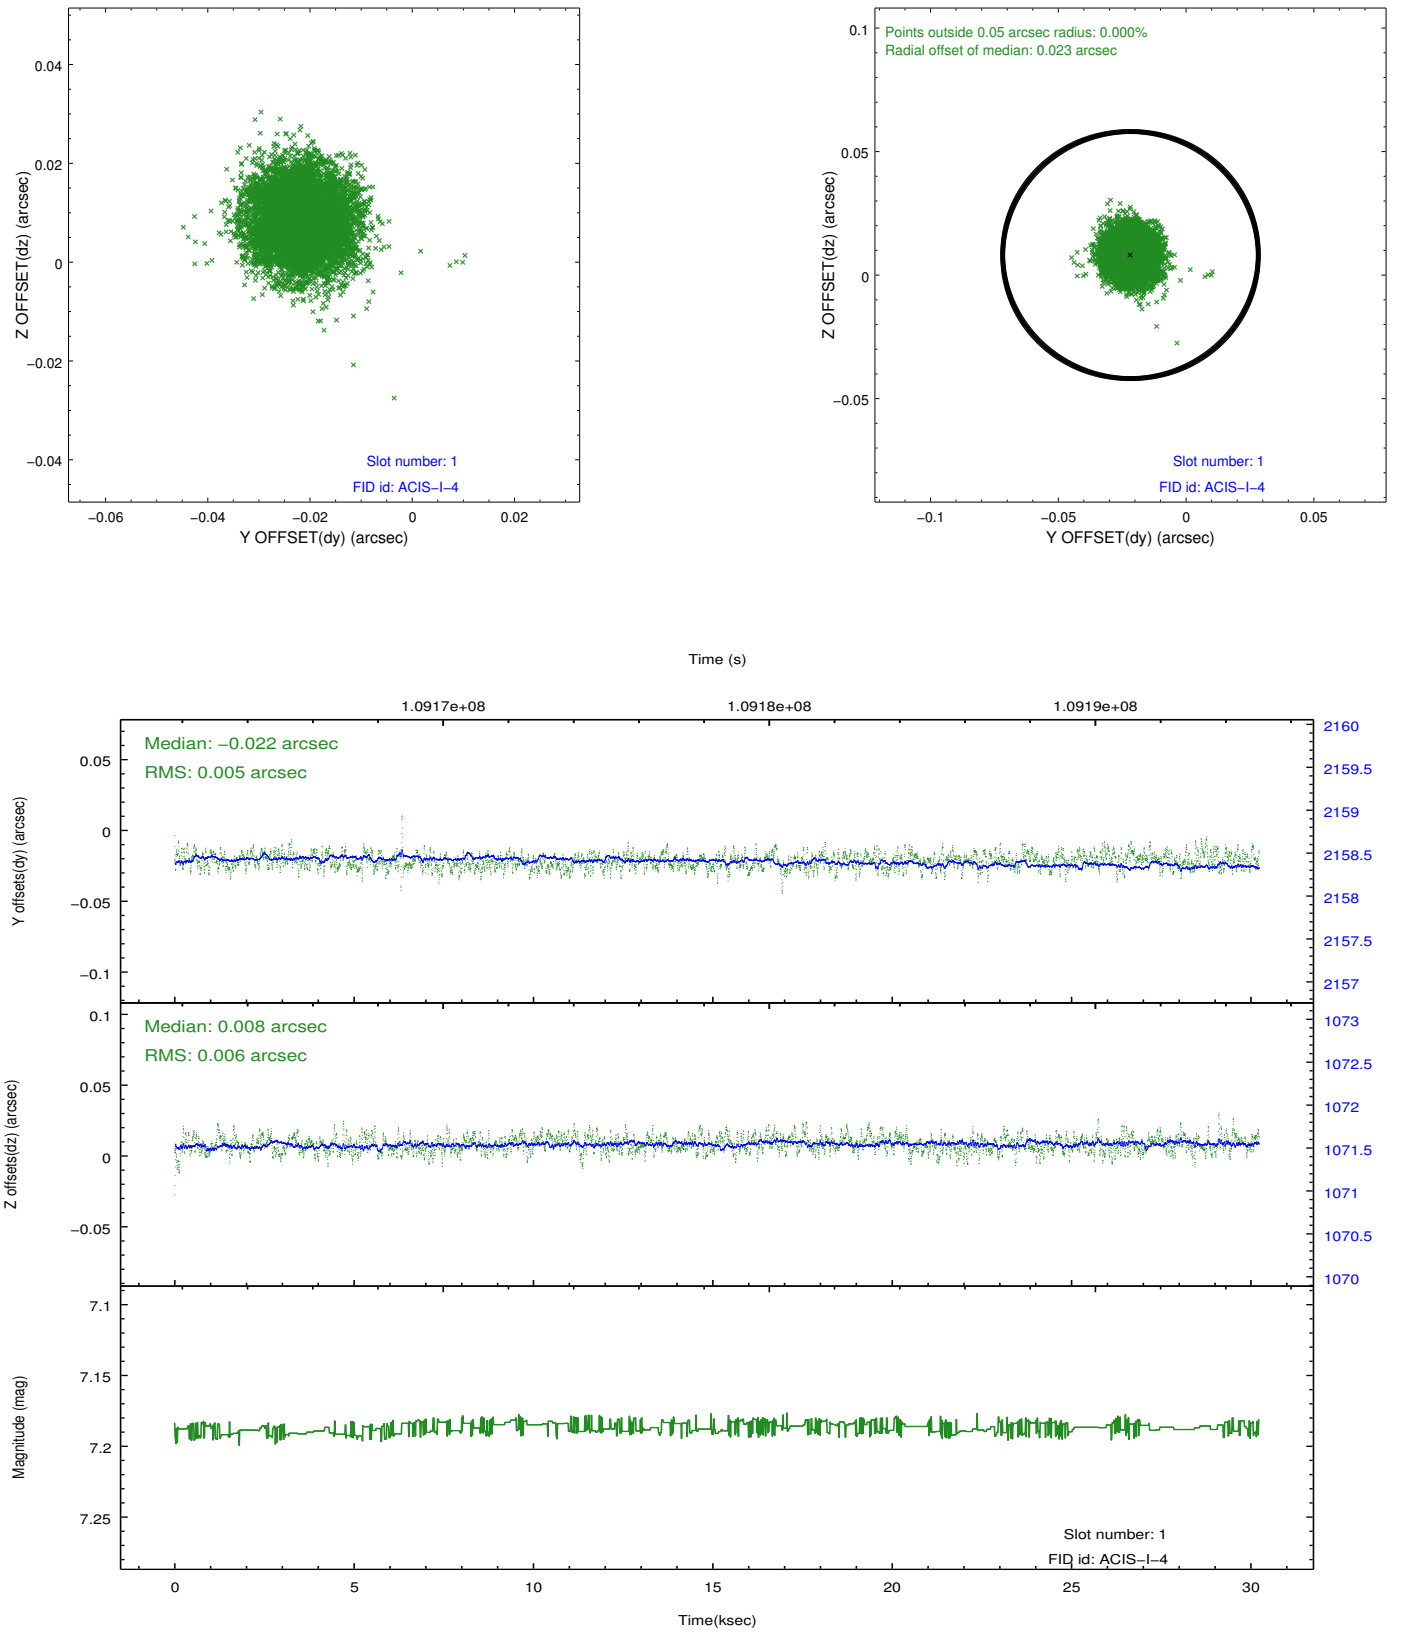 0.04
0.02
0
−0.02
−0.04
Z OFFSET(dz) (arcsec)
Slot number: 1
FID id: ACIS−I−4
−0.06
−0.04
−0.02
0
0.02
Y OFFSET(dy) (arcsec)
Points outside 0.05 arcsec radius: 0.000%
Radial offset of median: 0.023 arcsec
0.1
0.05
0
−0.05
Z OFFSET(dz) (arcsec)
Slot number: 1
FID id: ACIS−I−4
−0.1
−0.05
0
0.05
Y OFFSET(dy) (arcsec)
Time (s)
1.0917e+08
1.0918e+08
1.0919e+08
Median: −0.022 arcsec
RMS: 0.005 arcsec
0.05
0
−0.05
−0.1
Y offsets(dy) (arcsec)
2160
2159.5
2159
2158.5
2158
2157.5
2157
Median: 0.008 arcsec
RMS: 0.006 arcsec
0.1
0.05
0
−0.05
Z offsets(dz) (arcsec)
1073
1072.5
1072
1071.5
1071
1070.5
1070
7.1
7.15
7.2
7.25
Magnitude (mag)
Slot number: 1
FID id: ACIS−I−4
0
5
10
15
20
25
30
Time(ksec)